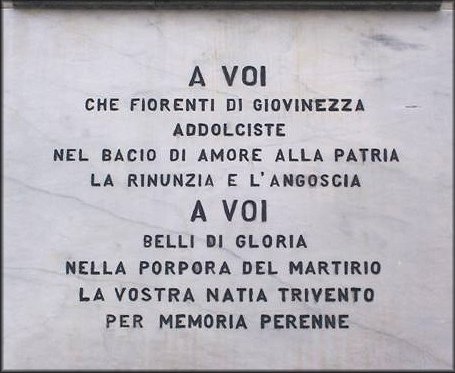 A VOI
CHE FIORENTI DI GIOVINEZZA
ADDOLCISTE
NEL BACIO DI AMORE ALLA PATRIA
LA RINUNZIA E L'ANGOSCIA
A VOI
BELLI DI GLORIA
NELLA PORPORA DEL MARTIRIO
LA VOSTRA NATIA TRIVENTO
PER MEMORIA PERENNE